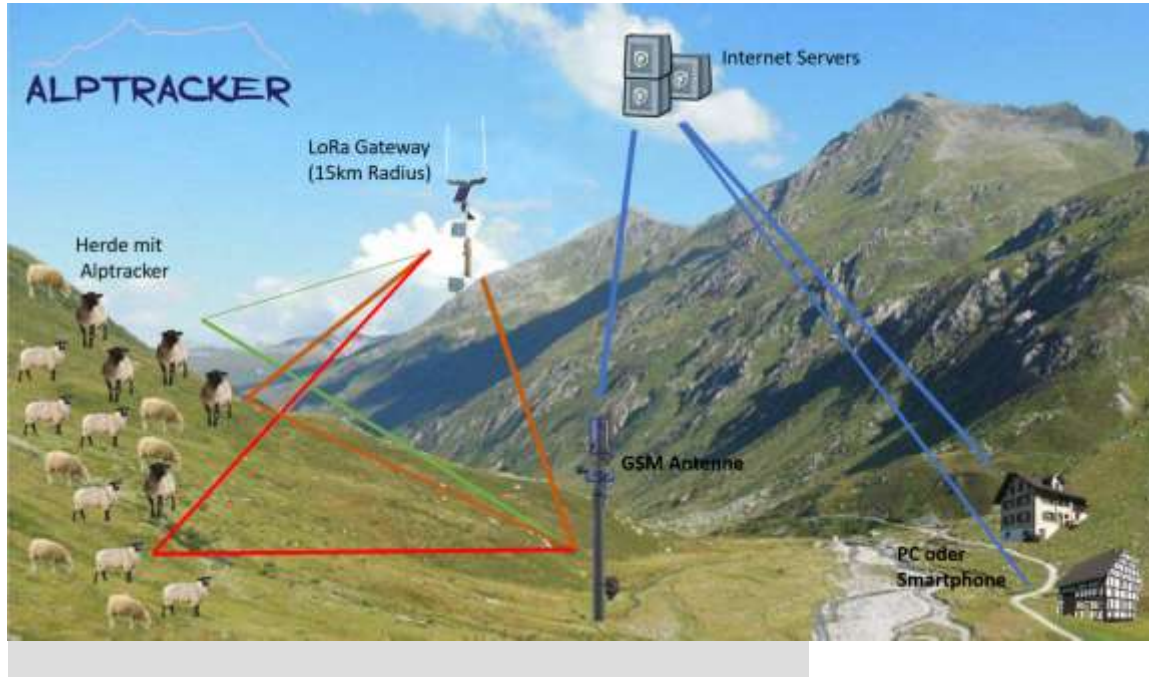 ALPTRACKER
Internet Servers
LoRa Gateway
(15km Radius)
Herde mit
Alptracker
GSM Antenne
PC oder
Smartphone